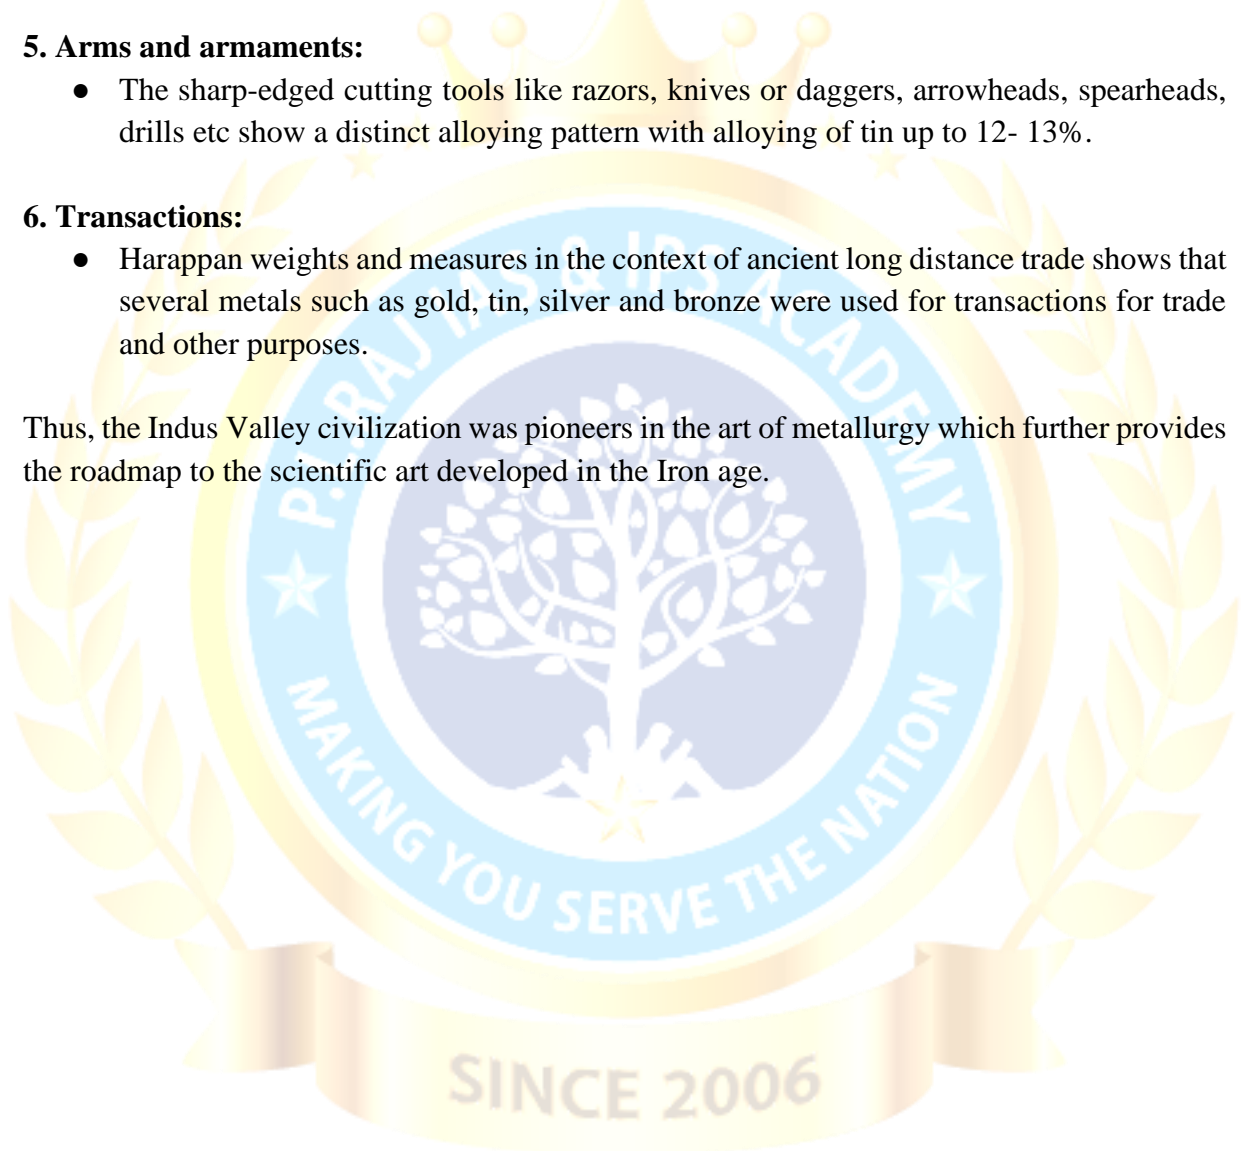 5. Arms and armaments:
● The sharp-edged cutting tools like razors, knives or daggers, arrowheads, spearheads,
drills etc show a distinct alloying pattern with alloying of tin up to 12- 13%.
6. Transactions:
● Harappan weights and measures in the context of ancient long distance trade shows that
several metals such as gold, tin, silver and bronze were used for transactions for trade
and other purposes.
Thus, the Indus Valley civilization was pioneers in the art of metallurgy which further provides
the roadmap to the scientific art developed in the Iron age.
P.L.RAJ IAS & IPS ACADEMY
MAKING YOU SERVE THE NATION
SINCE 2006